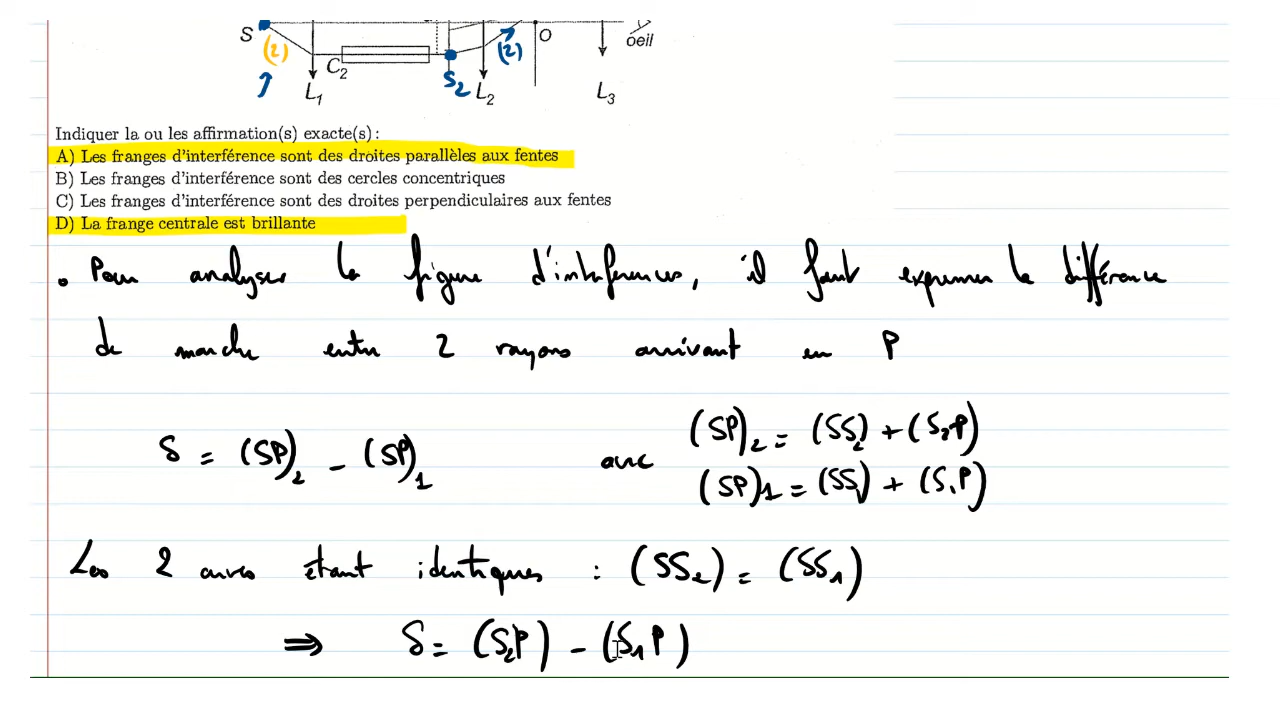 S (2) C₂ S₂ (2) O oeil
L₁ L₂ L₃
Indiquer la ou les affirmation(s) exacte(s) :
A) Les franges d'interférence sont des droites parallèles aux fentes
B) Les franges d'interférence sont des cercles concentriques
C) Les franges d'interférence sont des droites perpendiculaires aux fentes
D) La frange centrale est brillante
• Pour analyser la figure d'interférences, il faut exprimer la différence
de marche entre 2 rayons arrivant en P
δ = (SP)₂ - (SP)₁ avec (SP)₂ = (SS₂) + (S₂P)
(SP)₁ = (SS₁) + (S₁P)
Les 2 cuves étant identiques : (SS₂) = (SS₁)
⇒ δ = (S₂P) - (S₁P)